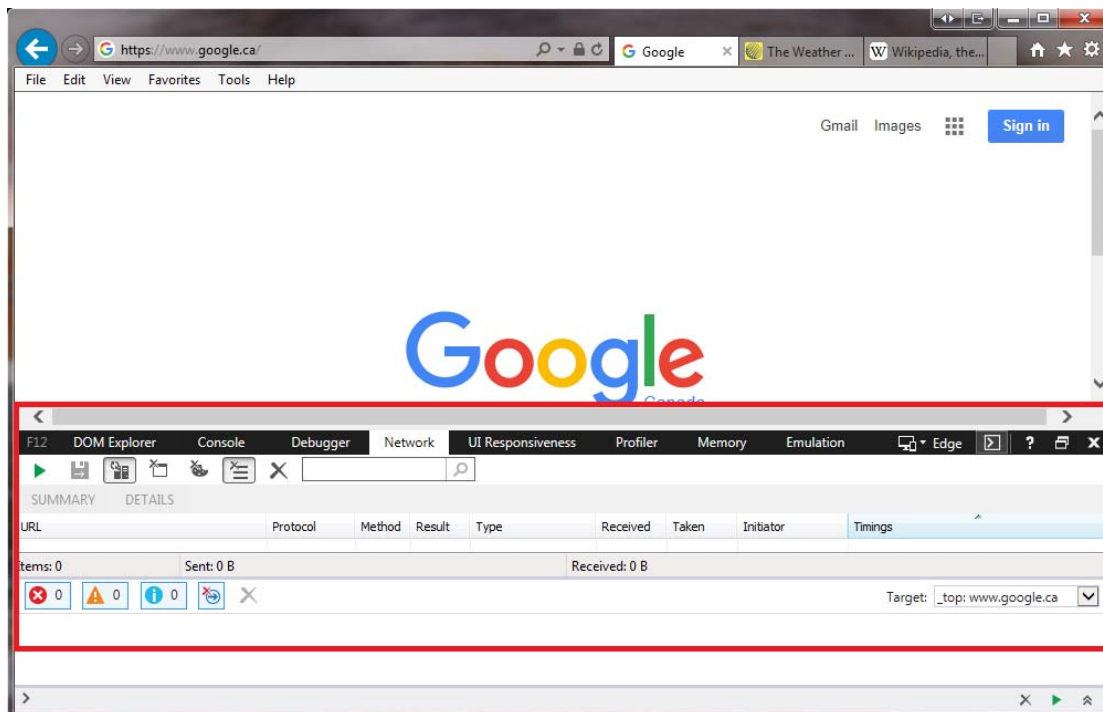 https://www.google.ca/ Google The Weather ... Wikipedia, the...
File Edit View Favorites Tools Help
Gmail Images Sign in
Google
Canada
F12 DOM Explorer Console Debugger Network UI Responsiveness Profiler Memory Emulation Edge ?
SUMMARY DETAILS
URL Protocol Method Result Type Received Taken Initiator Timings
Items: 0 Sent: 0 B Received: 0 B
0 0 0 Target: _top: www.google.ca